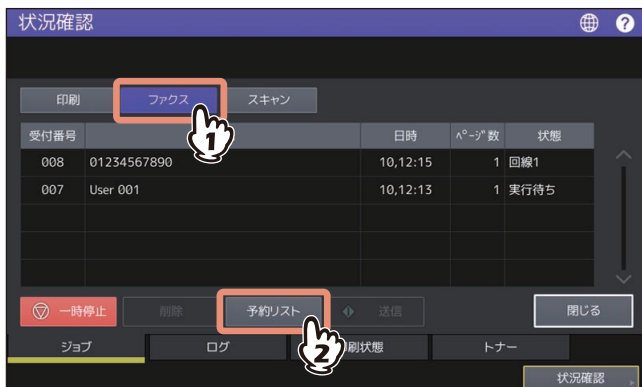 状況確認
?
印刷 ファクス スキャン
1
受付番号 日時 ページ数 状態
008 01234567890 10,12:15 1 回線1
007 User 001 10,12:13 1 実行待ち
一時停止 削除 予約リスト 送信 閉じる
2
ジョブ ログ 刷状態 トナー
状況確認